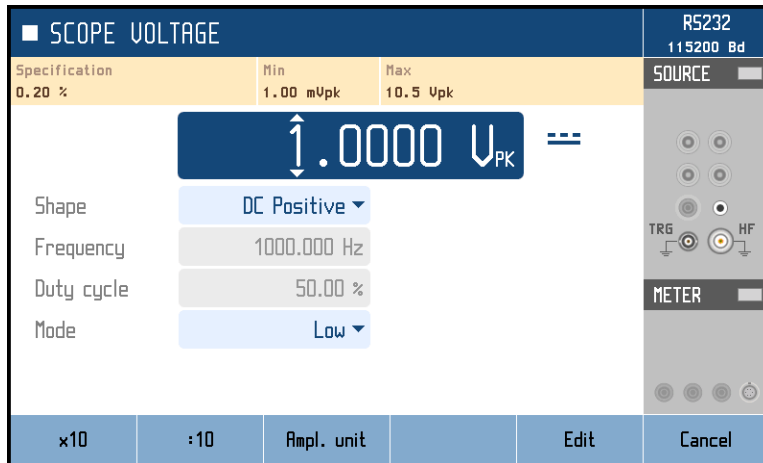 SCOPE VOLTAGE
RS232
115200 Bd
Specification Min Max
0.20 % 1.00 mVpk 10.5 Vpk
SOURCE
1.0000 VPK
Shape DC Positive
Frequency 1000.000 Hz
TRG HF
Duty cycle 50.00 %
METER
Mode Low
x10 :10 Ampl. unit Edit Cancel